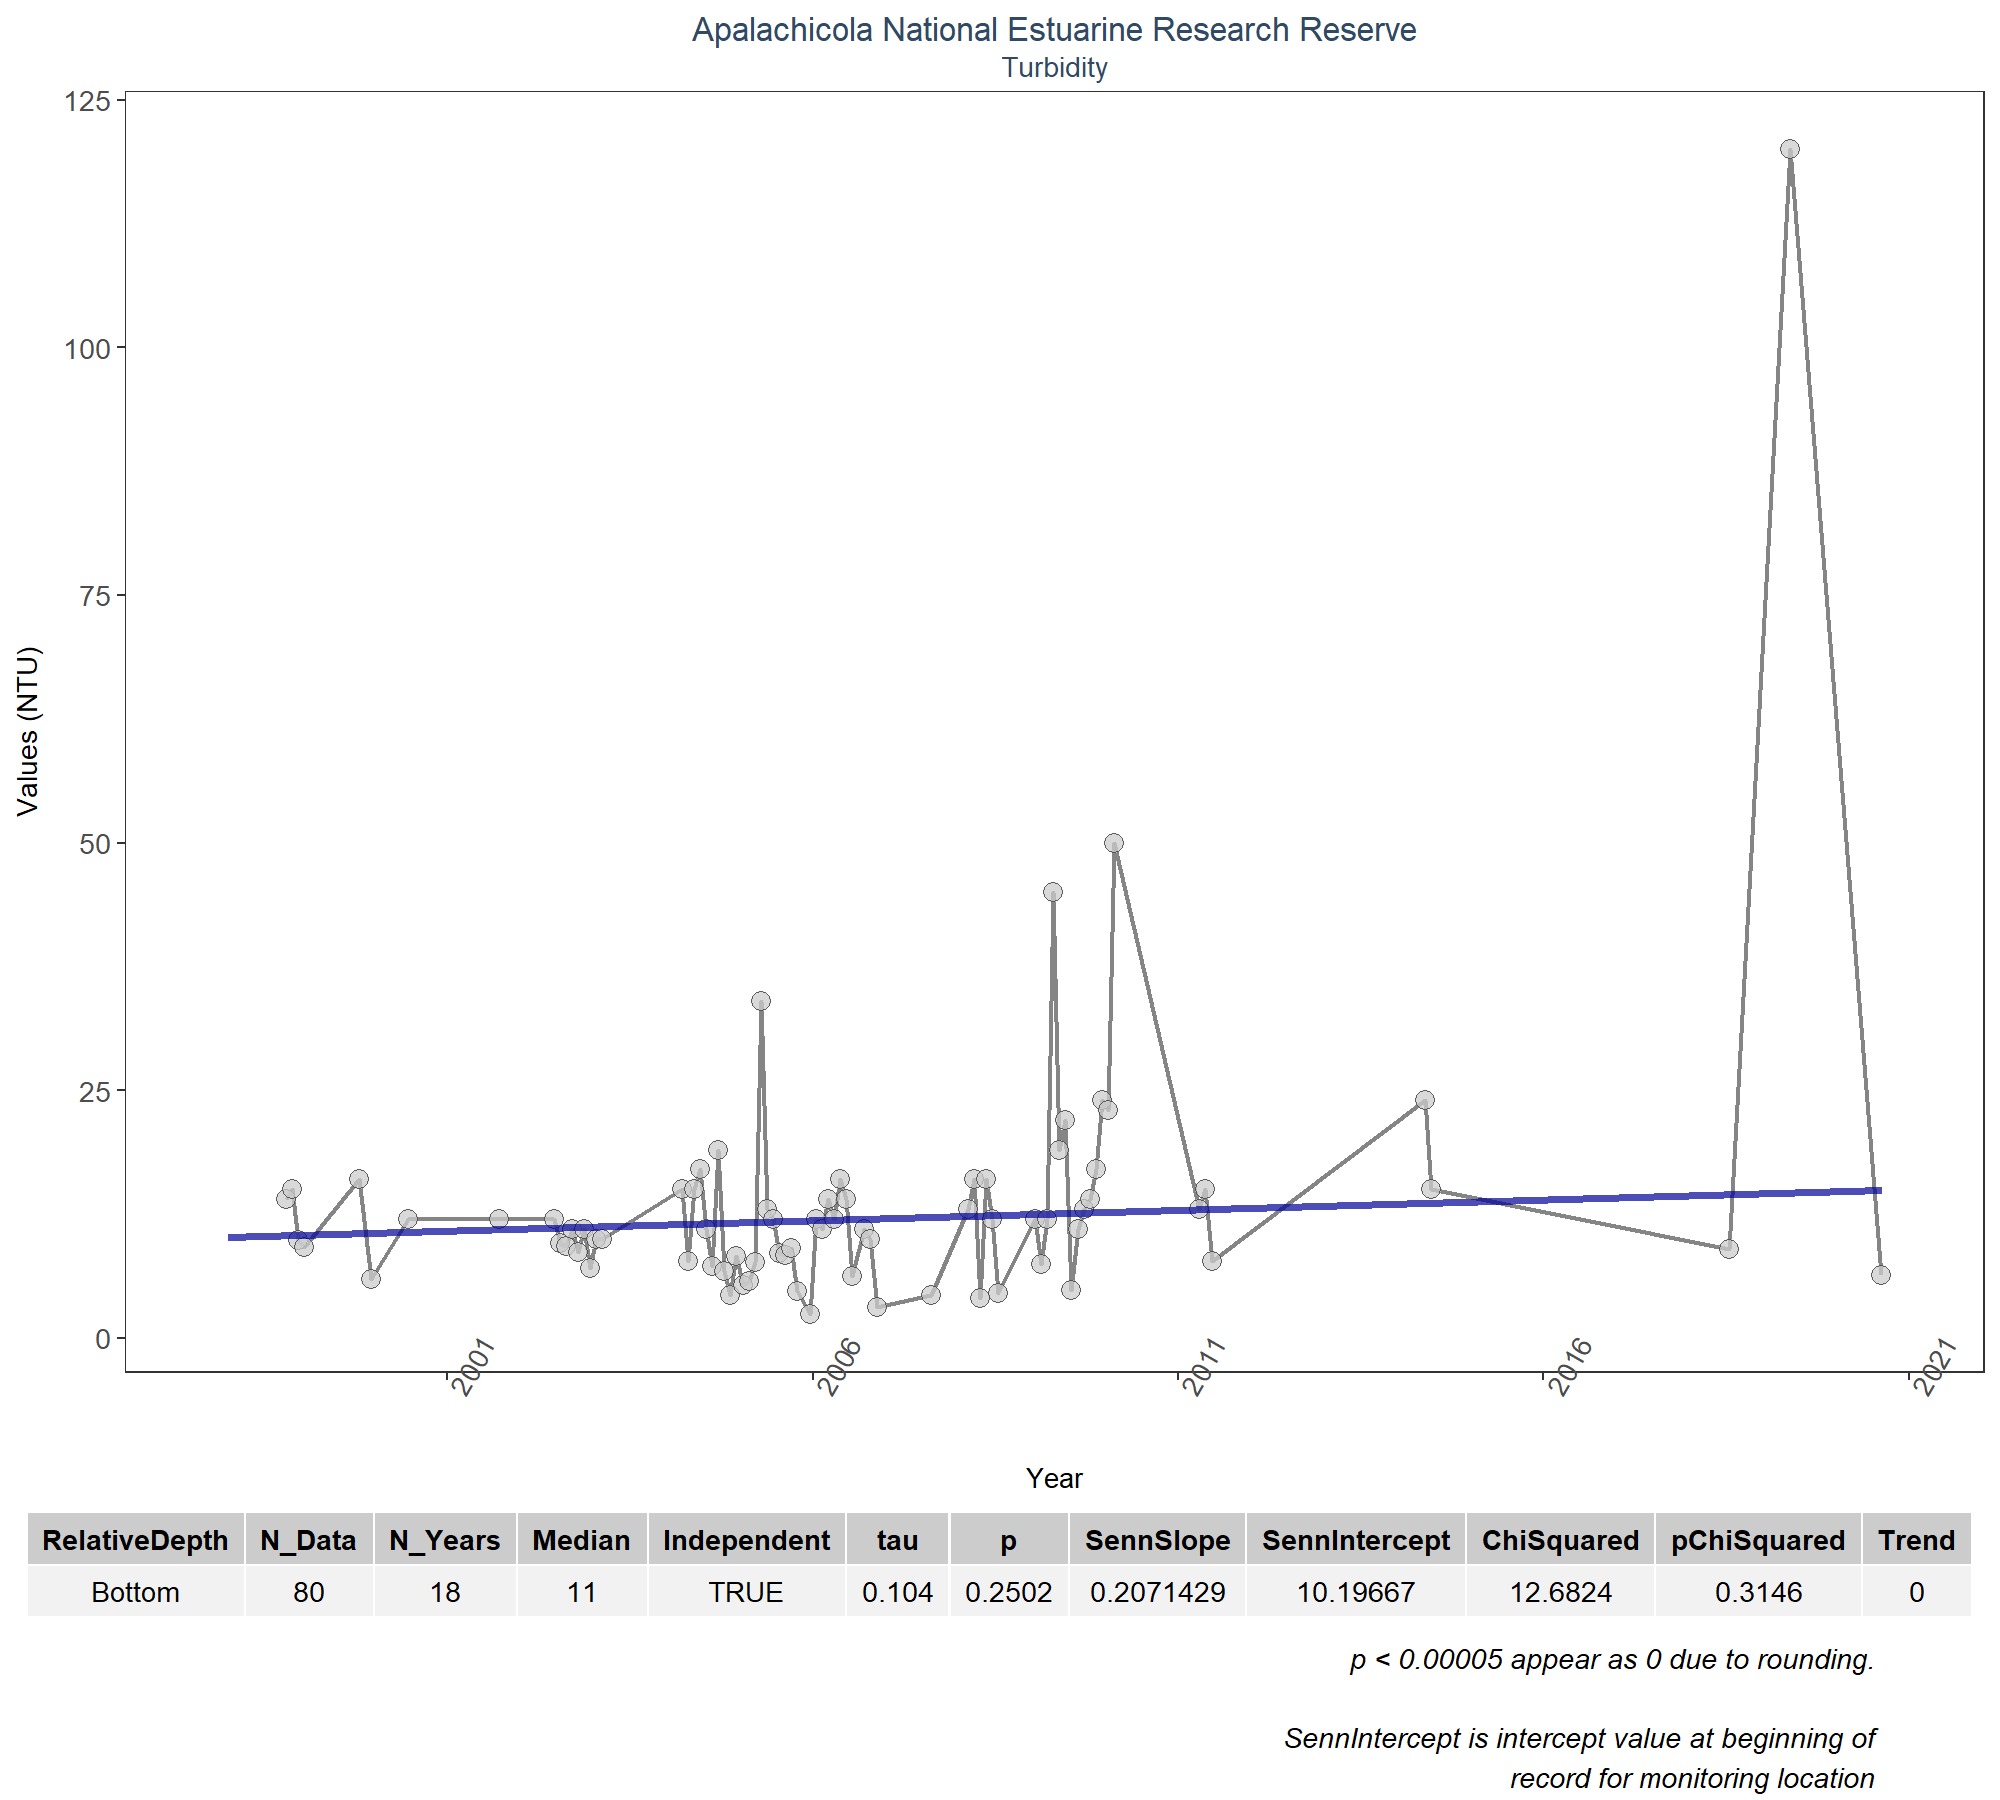 Apalachicola National Estuarine Research Reserve
Turbidity
125
100
75
50
25
0
Values (NTU)
2001
2006
2011
2016
2021
Year
RelativeDepth N_Data N_Years Median Independent tau p SennSlope SennIntercept ChiSquared pChiSquared Trend
Bottom 80 18 11 TRUE 0.104 0.2502 0.2071429 10.19667 12.6824 0.3146 0
p < 0.00005 appear as 0 due to rounding.
SennIntercept is intercept value at beginning of
record for monitoring location